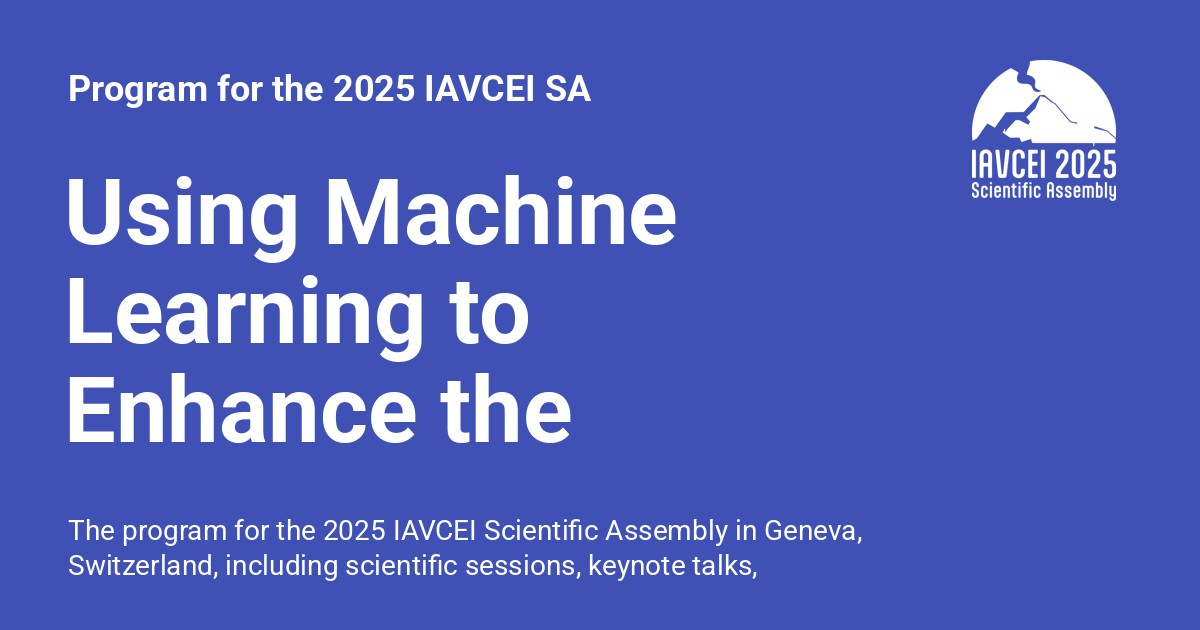 Program for the 2025 IAVCEI SA
IAVCEI 2025
Scientific Assembly
Using Machine
Learning to
Enhance the
The program for the 2025 IAVCEI Scientific Assembly in Geneva,
Switzerland, including scientific sessions, keynote talks,